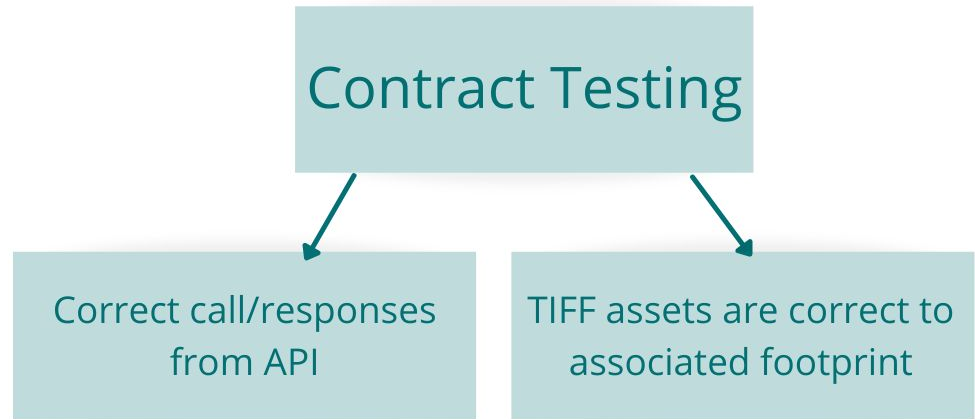 Contract Testing
Correct call/responses
from API
TIFF assets are correct to
associated footprint